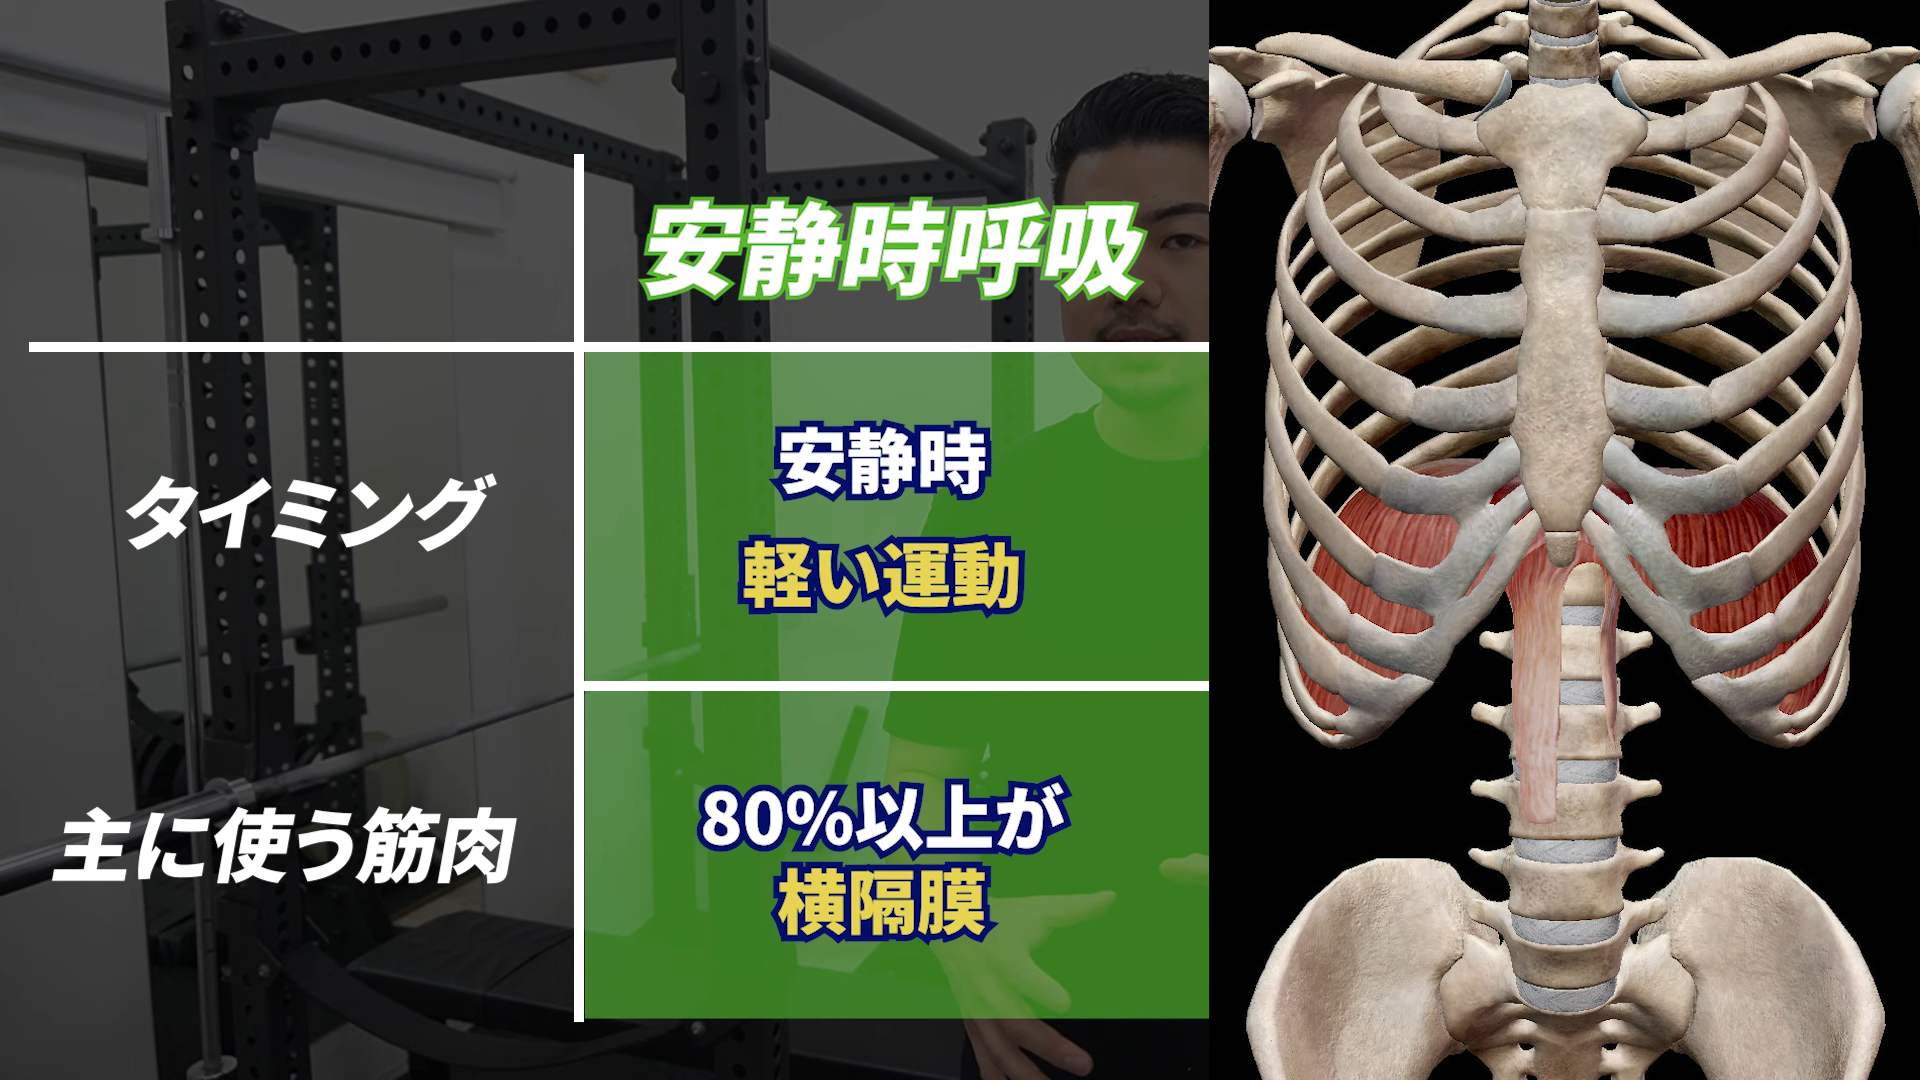 安静時呼吸
タイミング
安静時
軽い運動
主に使う筋肉
80%以上が
横隔膜